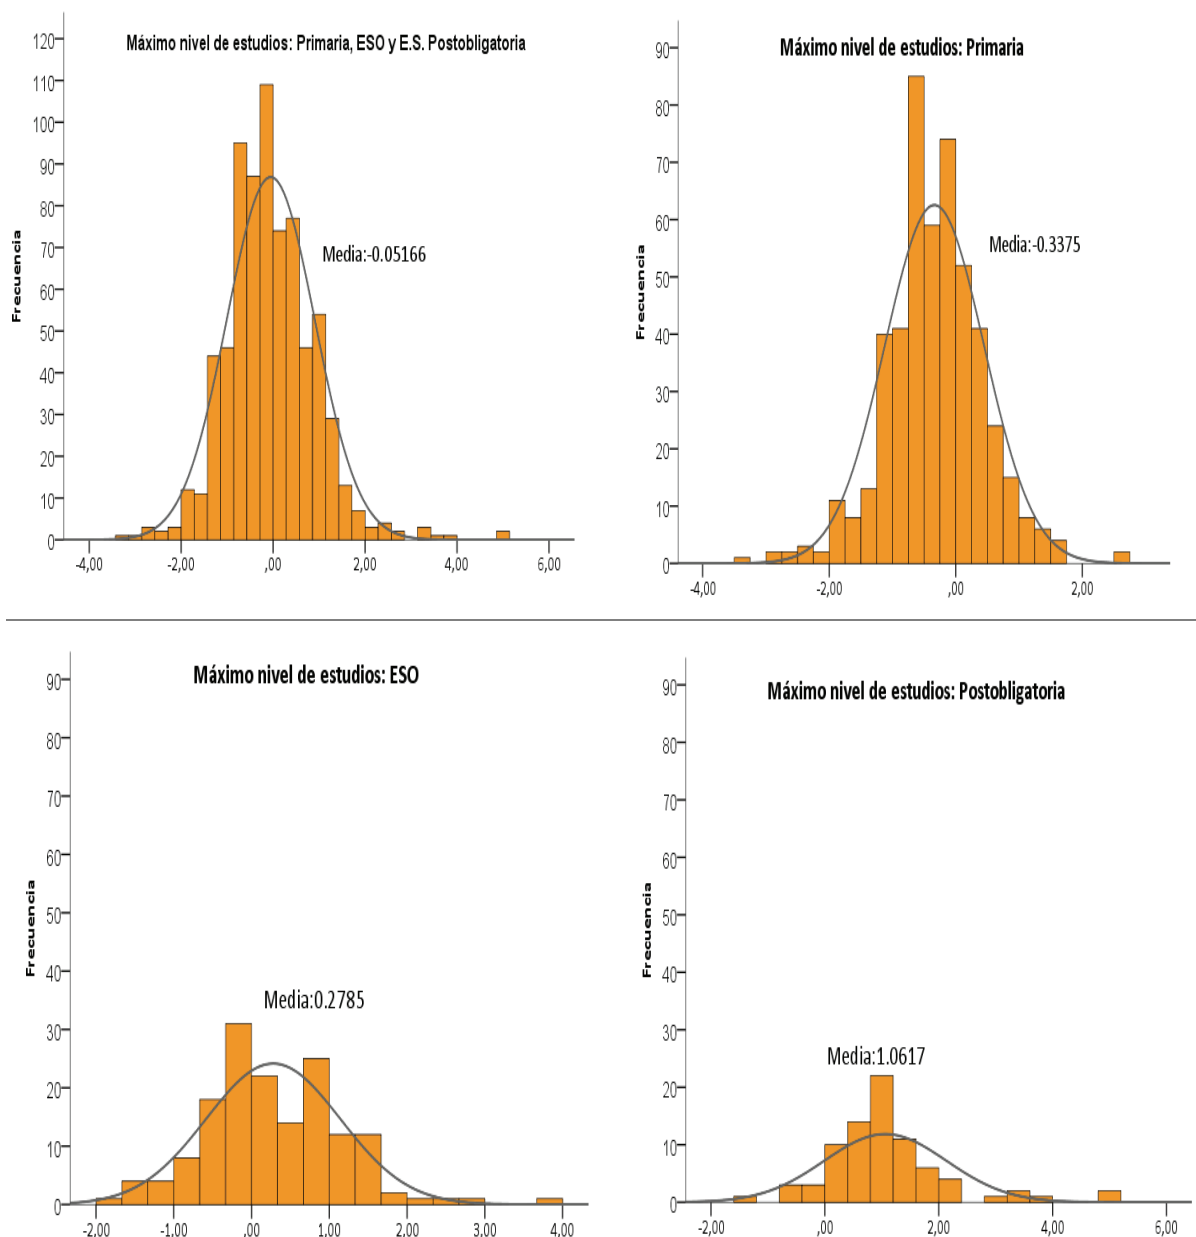 Máximo nivel de estudios: Primaria, ESO y E.S. Postobligatoria
120
110
100
90
80
70
60
50
40
30
20
10
0
Frecuencia
Media:-0.05166
-4,00 -2,00 ,00 2,00 4,00 6,00
Máximo nivel de estudios: Primaria
90
80
70
60
50
40
30
20
10
0
Frecuencia
Media:-0.3375
-4,00 -2,00 ,00 2,00
Máximo nivel de estudios: ESO
90
80
70
60
50
40
30
20
10
0
Frecuencia
Media:0.2785
-2.00 -1.00 .00 1.00 2.00 3.00 4.00
Máximo nivel de estudios: Postobligatoria
90
80
70
60
50
40
30
20
10
0
Frecuencia
Media:1.0617
-2,00 ,00 2,00 4,00 6,00